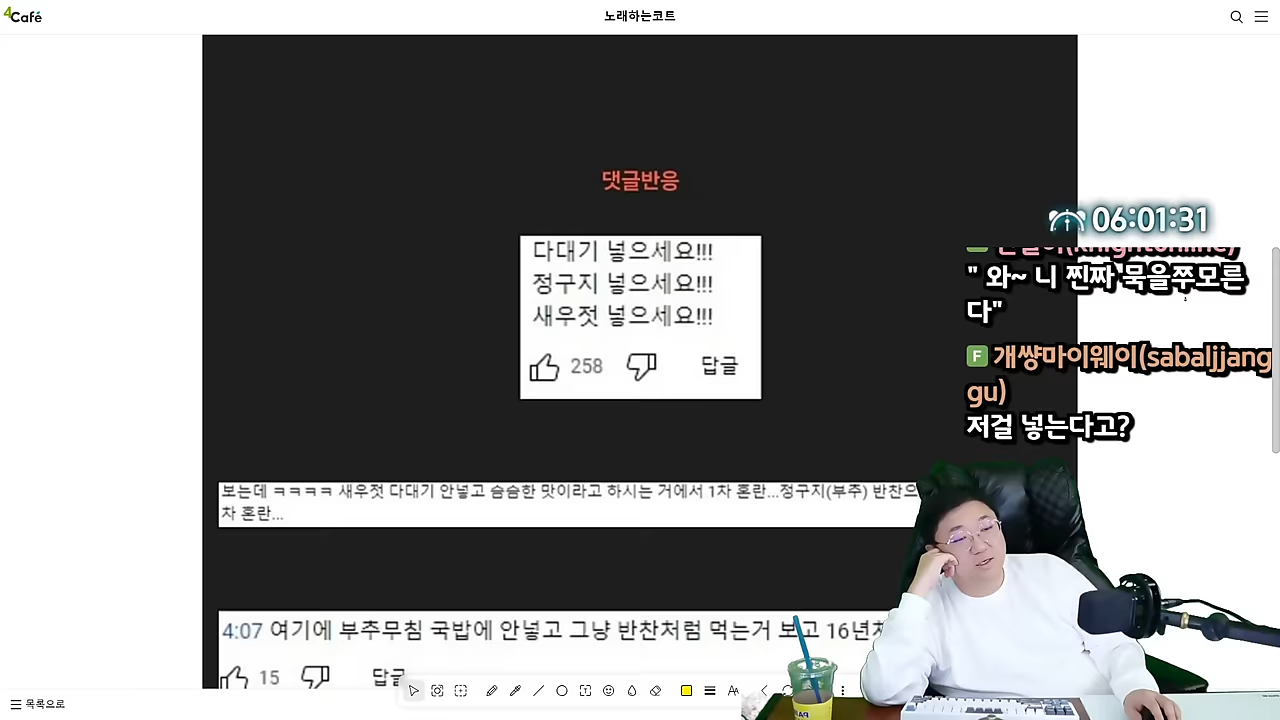 4Café
노래하는코트
댓글반응
06:01:31
다대기 넣으세요!!!
정구지 넣으세요!!!
새우젓 넣으세요!!!
258
답글
" 와~ 니 찐짜 묵을쭈모른
다"
F 개썅마이웨이(sabaljjang
gu)
저걸 넣는다고?
보는데 ㅋㅋㅋㅋ 새우젓 다대기 안넣고 슴슴한 맛이라고 하시는 거에서 1차 혼란...정구지(부추) 반찬으
차 혼란...
4:07 여기에 부추무침 국밥에 안넣고 그냥 반찬처럼 먹는거 보고 16년차
15
답글
목록으로